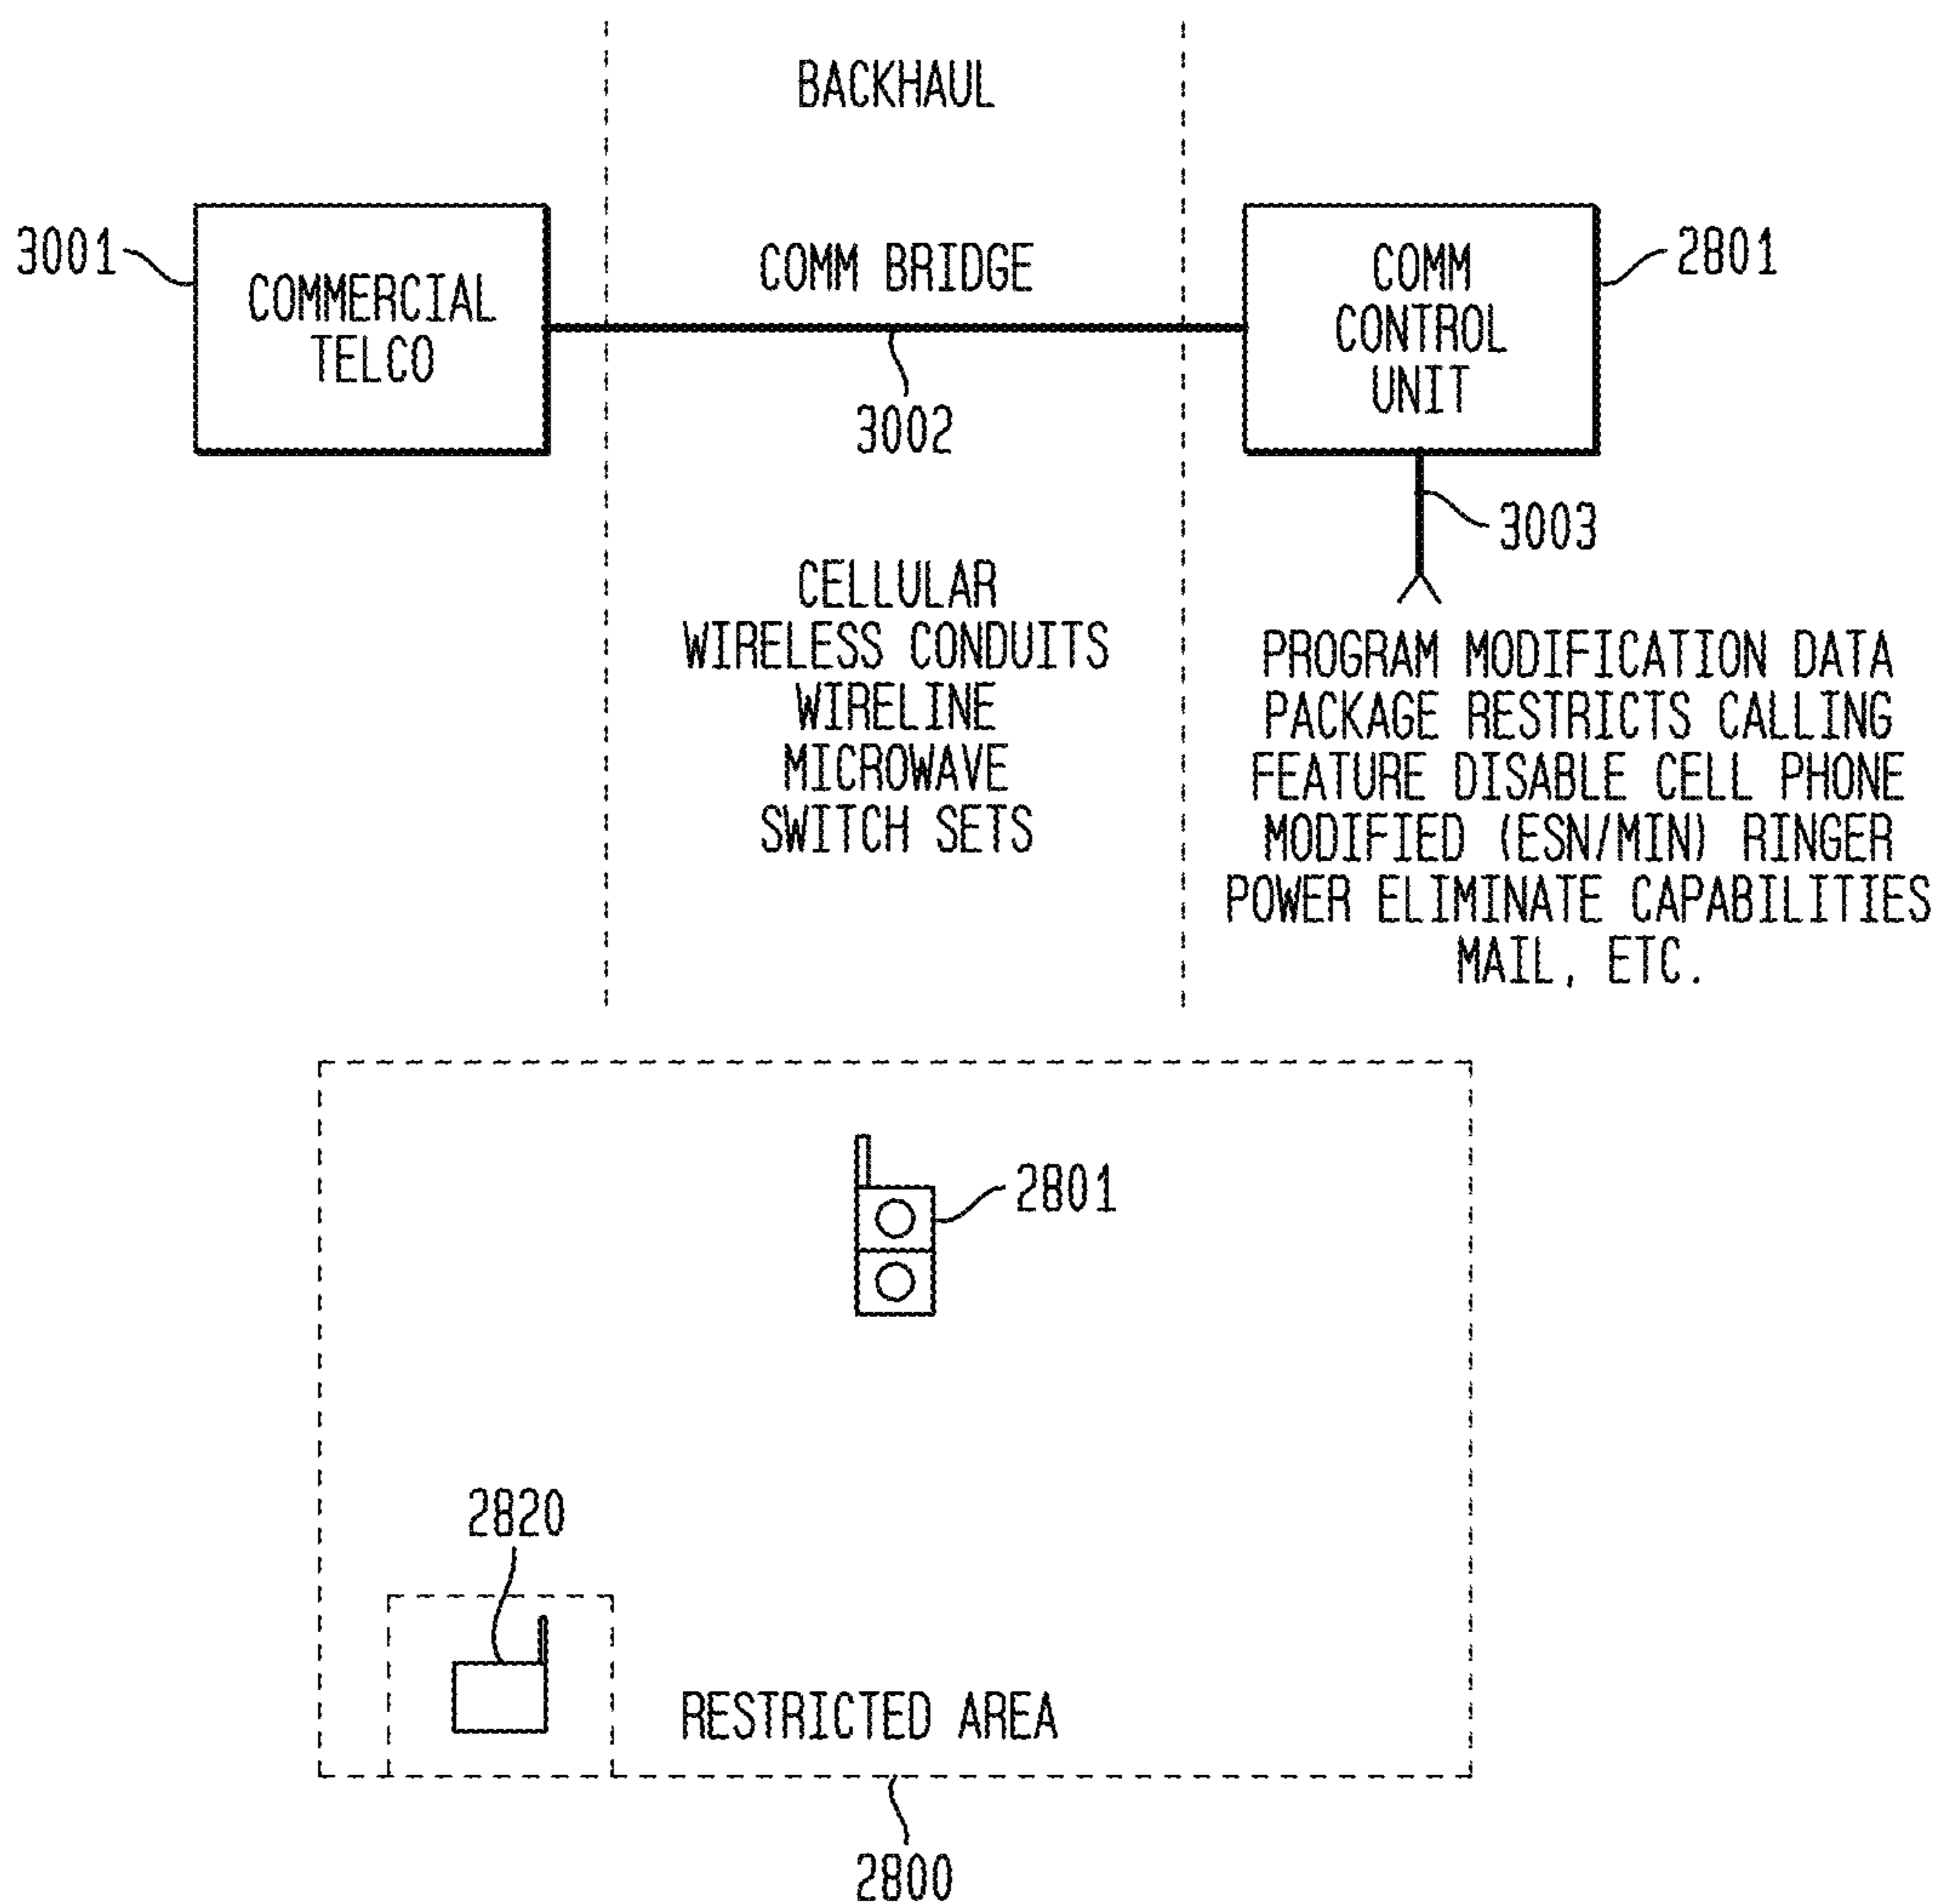 BACKHAUL
3001
COMMERCIAL
TELCO
COMM BRIDGE
3002
COMM
CONTROL
UNIT
2801
3003
CELLULAR
WIRELESS CONDUITS
WIRELINE
MICROWAVE
SWITCH SETS
PROGRAM MODIFICATION DATA
PACKAGE RESTRICTS CALLING
FEATURE DISABLE CELL PHONE
MODIFIED (ESN/MIN) RINGER
POWER ELIMINATE CAPABILITIES
MAIL, ETC.
2801
2820
RESTRICTED AREA
2800